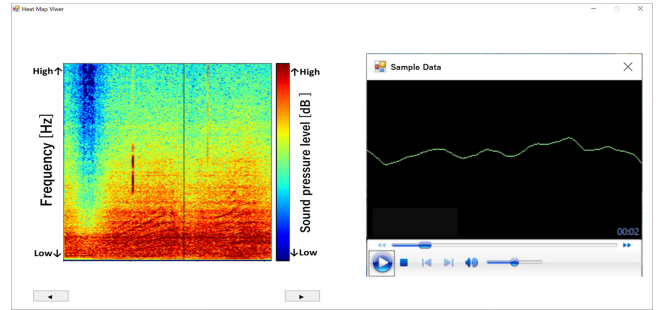 Heat Map Viwer
High↑
Frequency [Hz]
Low↓
↑High
Sound pressure level [dB]
↓Low
Sample Data
00:02